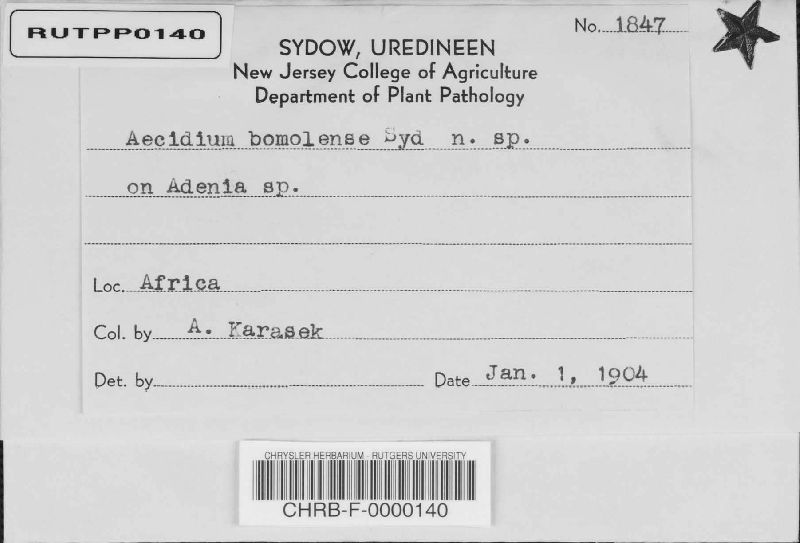 RUTPP0140
No. 1847
SYDOW, UREDINEEN
New Jersey College of Agriculture
Department of Plant Pathology
Aecidium bomolense Syd n. sp.
on Adenia sp.
Loc. Africa
Col. by A. Karasek
Det. by
Date Jan. 1, 1904
CHRYSLER HERBARIUM - RUTGERS UNIVERSITY
CHRB-F-0000140